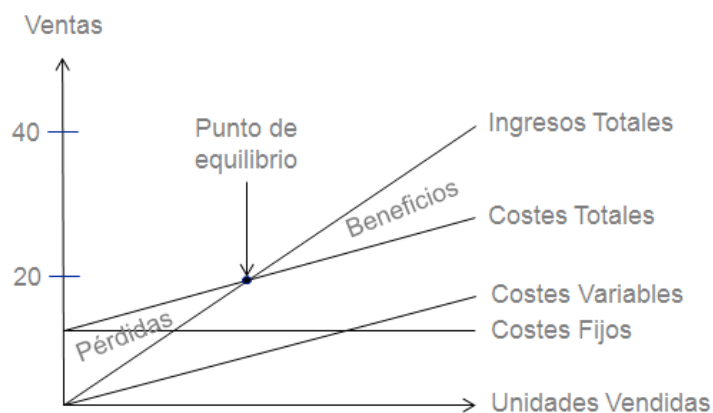 Ventas
40
Punto de
equilibrio
Ingresos Totales
Beneficios
Costes Totales
20
Costes Variables
Pérdidas
Costes Fijos
Unidades Vendidas